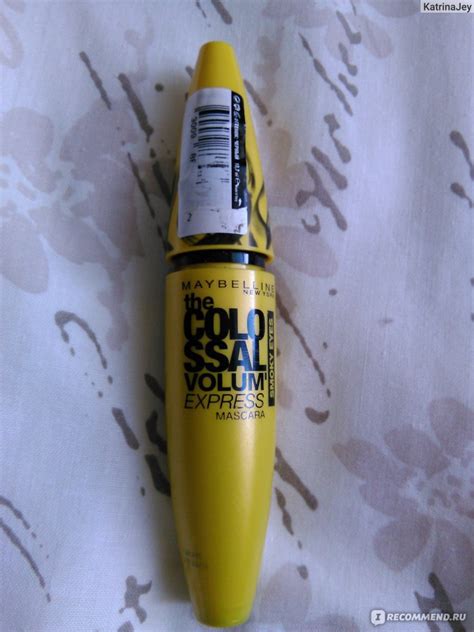 KatrinaJey
MAYBELLINE
NEW YORK
the
COLO
SSAL
VOLUM'
EXPRESS
MASCARA
SMOKY EYES
I RECOMMEND.RU